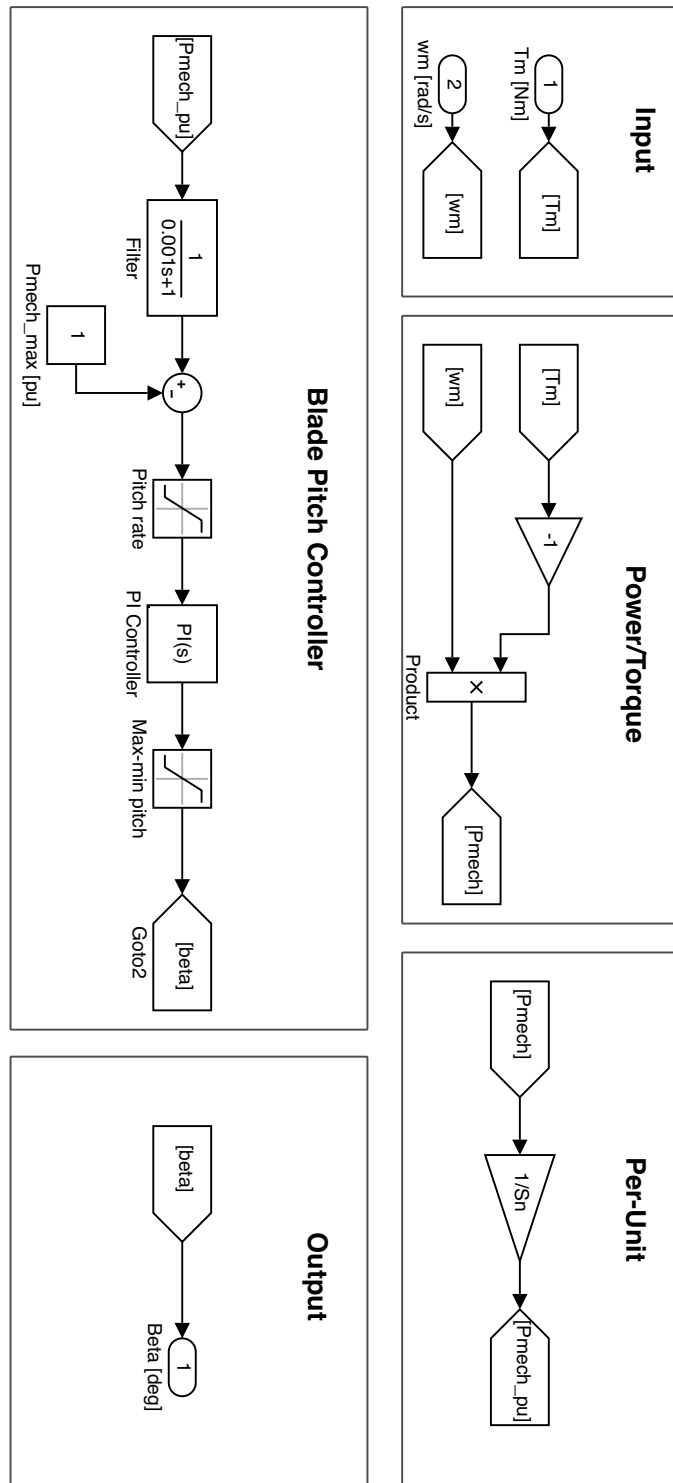 Input
1
Tm [Nm]
[Tm]
2
wm [rad/s]
[wm]
Power/Torque
[Tm]
-1
[wm]
×
Product
[Pmech]
Per-Unit
[Pmech]
1/Sn
[Pmech_pu]
Blade Pitch Controller
[Pmech_pu]
1
0.001s+1
Filter
1
Pmech_max [pu]
+
-
Pitch rate
PI(s)
PI Controller
Max-min pitch
[beta]
Goto2
Output
[beta]
1
Beta [deg]